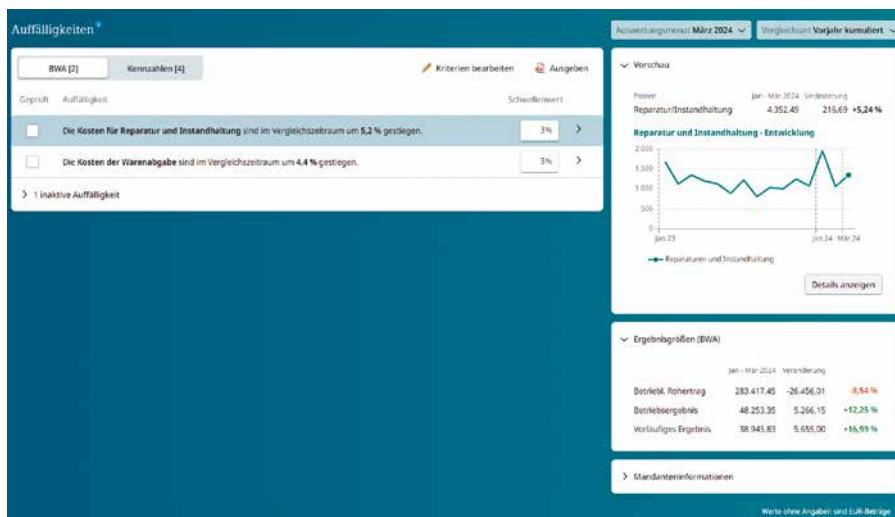 Auffälligkeiten
Auswertungsmonat März 2024
Vergleichsart Vorjahr kumuliert
BWA [2]
Kennzahlen [4]
Kriterien bearbeiten
Ausgeben
Geprüft Auffälligkeit Schwellenwert
Die Kosten für Reparatur und Instandhaltung sind im Vergleichszeitraum um 5,2 % gestiegen. 3%
Die Kosten der Warenabgabe sind im Vergleichszeitraum um 4,4 % gestiegen. 3%
1 inaktive Auffälligkeit
Vorschau
Posten Jan - Mär 2024 Veränderung
Reparatur/Instandhaltung 4.352,49 216,69 +5,24 %
Reparatur und Instandhaltung - Entwicklung
2.000
1.500
1.000
500
0
Jan 23 Jan 24 Mär 24
Reparaturen und Instandhaltung
Details anzeigen
Ergebnisgrößen (BWA)
Jan - Mär 2024 Veränderung
Betriebl. Rohertrag 283.417,45 -26.456,01 -8,54 %
Betriebsergebnis 48.253,35 5.266,15 +12,25 %
Vorläufiges Ergebnis 38.945,83 5.655,00 +16,99 %
Mandanteninformationen
Werte ohne Angaben sind EUR-Beträge